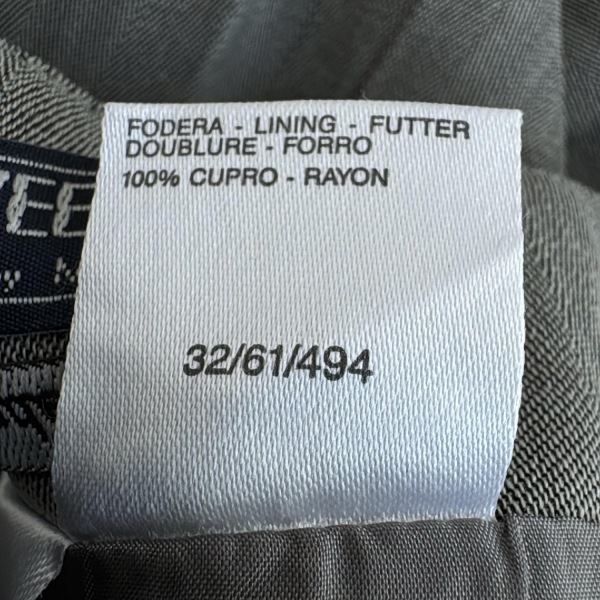 FODERA - LINING - FUTTER
DOUBLURE - FORRO
100% CUPRO - RAYON
32/61/494